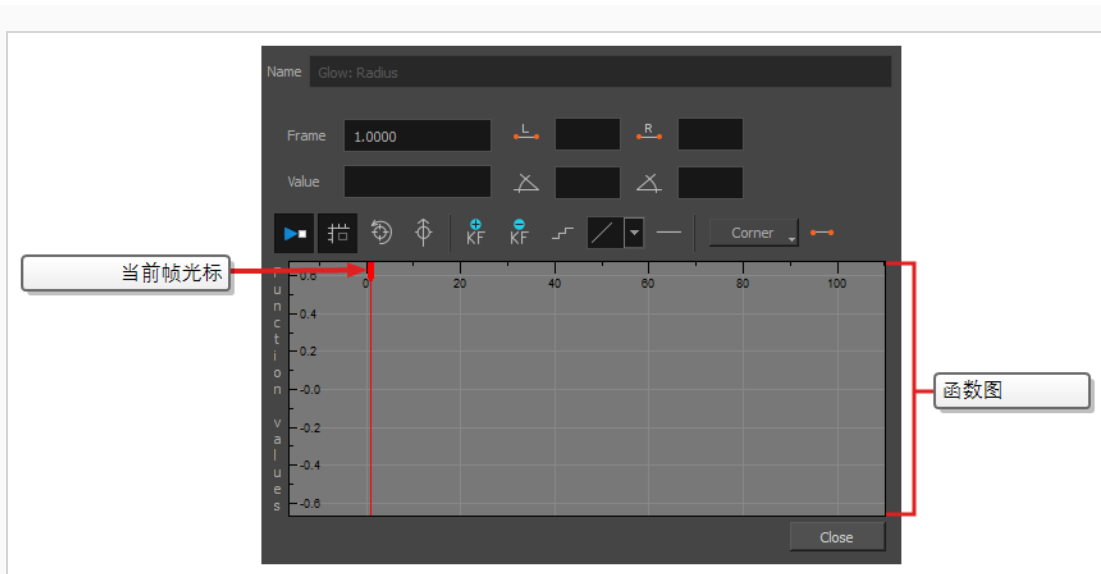 Name Glow: Radius
Frame 1.0000 L R
Value
KF KF Corner
当前帧光标
Function values
0 20 40 60 80 100
-0.6
-0.4
-0.2
-0.0
-0.2
-0.4
-0.6
函数图
Close